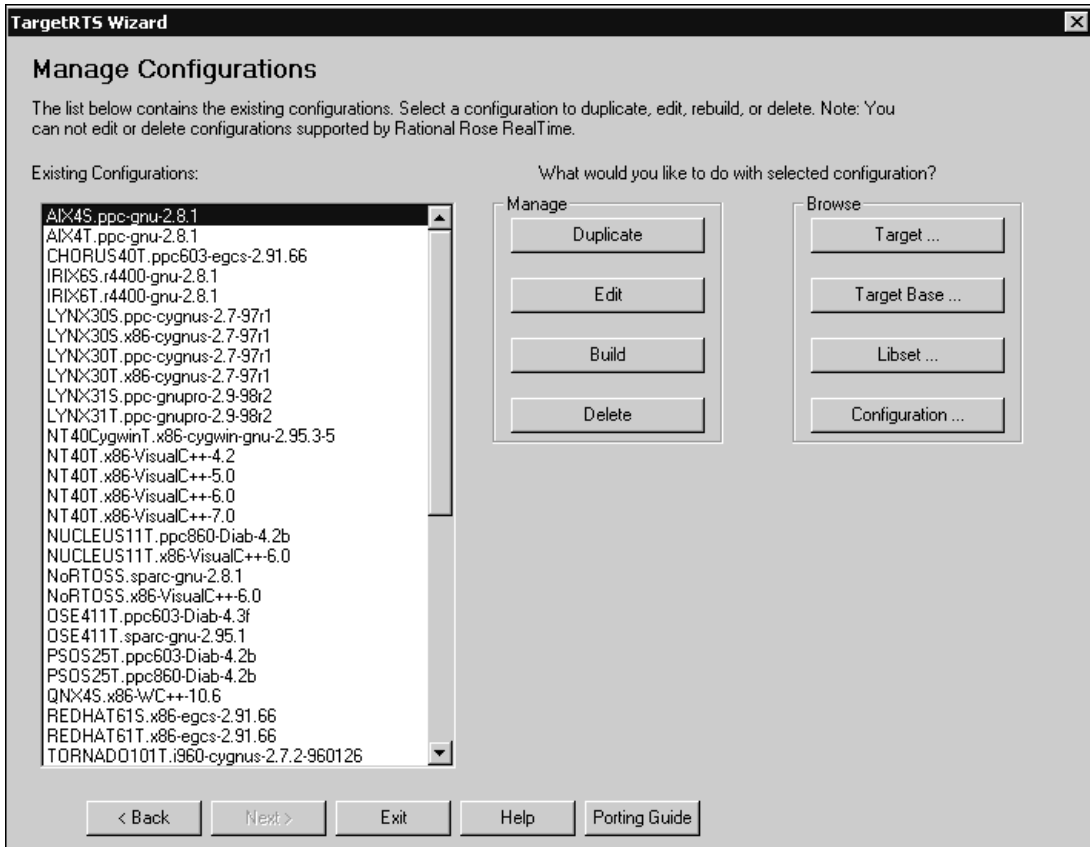 TargetRTS Wizard
Manage Configurations
The list below contains the existing configurations. Select a configuration to duplicate, edit, rebuild, or delete. Note: You
can not edit or delete configurations supported by Rational Rose RealTime.
Existing Configurations:
What would you like to do with selected configuration?
AIX4S.ppc-gnu-2.8.1
AIX4T.ppc-gnu-2.8.1
CHORUS40T.ppc603-egcs-2.91.66
IRIX6S.r4400-gnu-2.8.1
IRIX6T.r4400-gnu-2.8.1
LYNX30S.ppc-cygnus-2.7-97r1
LYNX30S.x86-cygnus-2.7-97r1
LYNX30T.ppc-cygnus-2.7-97r1
LYNX30T.x86-cygnus-2.7-97r1
LYNX31S.ppc-gnupro-2.9-98r2
LYNX31T.ppc-gnupro-2.9-98r2
NT40CygwinT.x86-cygwin-gnu-2.95.3-5
NT40T.x86-VisualC++-4.2
NT40T.x86-VisualC++-5.0
NT40T.x86-VisualC++-6.0
NT40T.x86-VisualC++-7.0
NUCLEUS11T.ppc860-Diab-4.2b
NUCLEUS11T.x86-VisualC++-6.0
NoRTOSS.sparc-gnu-2.8.1
NoRTOSS.x86-VisualC++-6.0
OSE411T.ppc603-Diab-4.3f
OSE411T.sparc-gnu-2.95.1
PSOS25T.ppc603-Diab-4.2b
PSOS25T.ppc860-Diab-4.2b
QNX4S.x86-WC++-10.6
REDHAT61S.x86-egcs-2.91.66
REDHAT61T.x86-egcs-2.91.66
TORNADO101T.i960-cygnus-2.7.2-960126
Manage
Duplicate
Edit
Build
Delete
Browse
Target ...
Target Base ...
Libset ...
Configuration ...
< Back
Next >
Exit
Help
Porting Guide